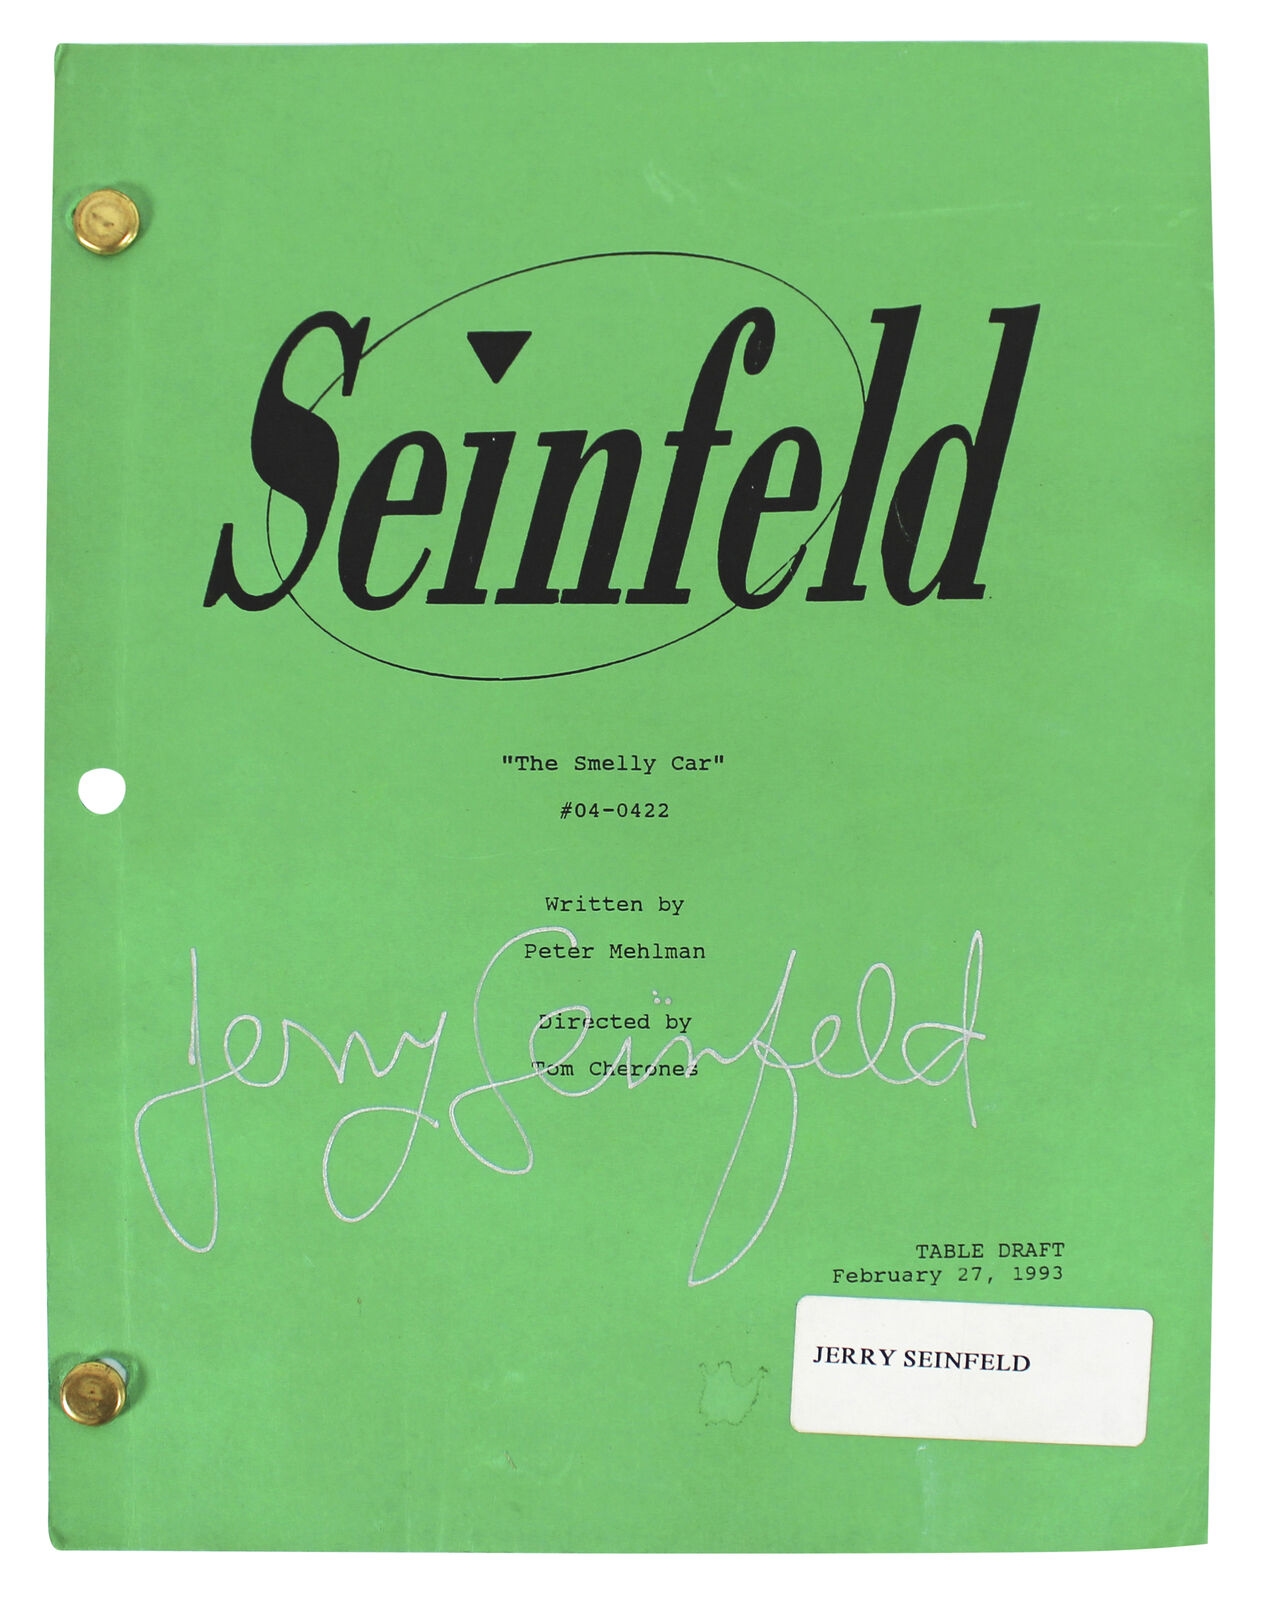 Seinfeld
"The Smelly Car"
#04-0422
Written by
Peter Mehlman
Directed by
Tom Cherones
Jerry Seinfeld
TABLE DRAFT
February 27, 1993
JERRY SEINFELD